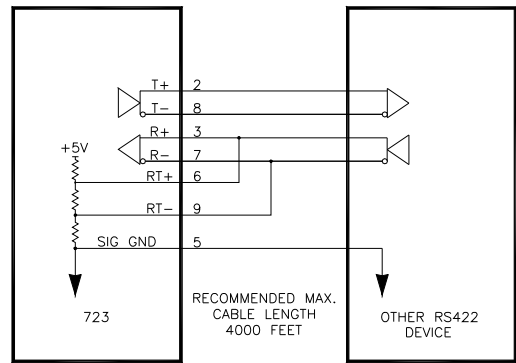 T+ 2
T- 8
R+ 3
+5V
R- 7
RT+ 6
RT- 9
SIG GND 5
723
RECOMMENDED MAX.
CABLE LENGTH
4000 FEET
OTHER RS422
DEVICE